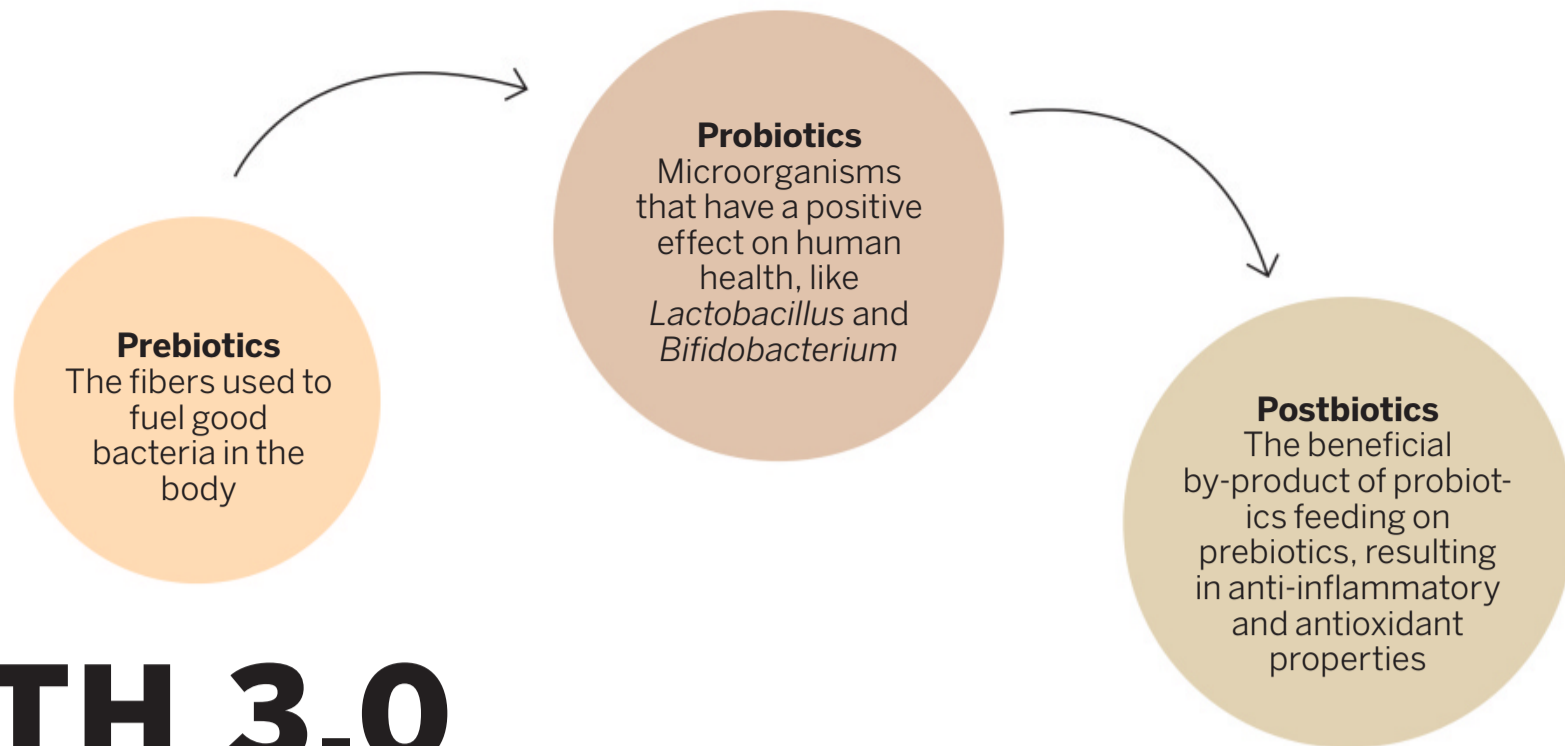 Prebiotics
The fibers used to
fuel good
bacteria in the
body
Probiotics
Microorganisms
that have a positive
effect on human
health, like
Lactobacillus and
Bifidobacterium
Postbiotics
The beneficial
by-product of probiot-
ics feeding on
prebiotics, resulting
in anti-inflammatory
and antioxidant
properties
TH 3.0